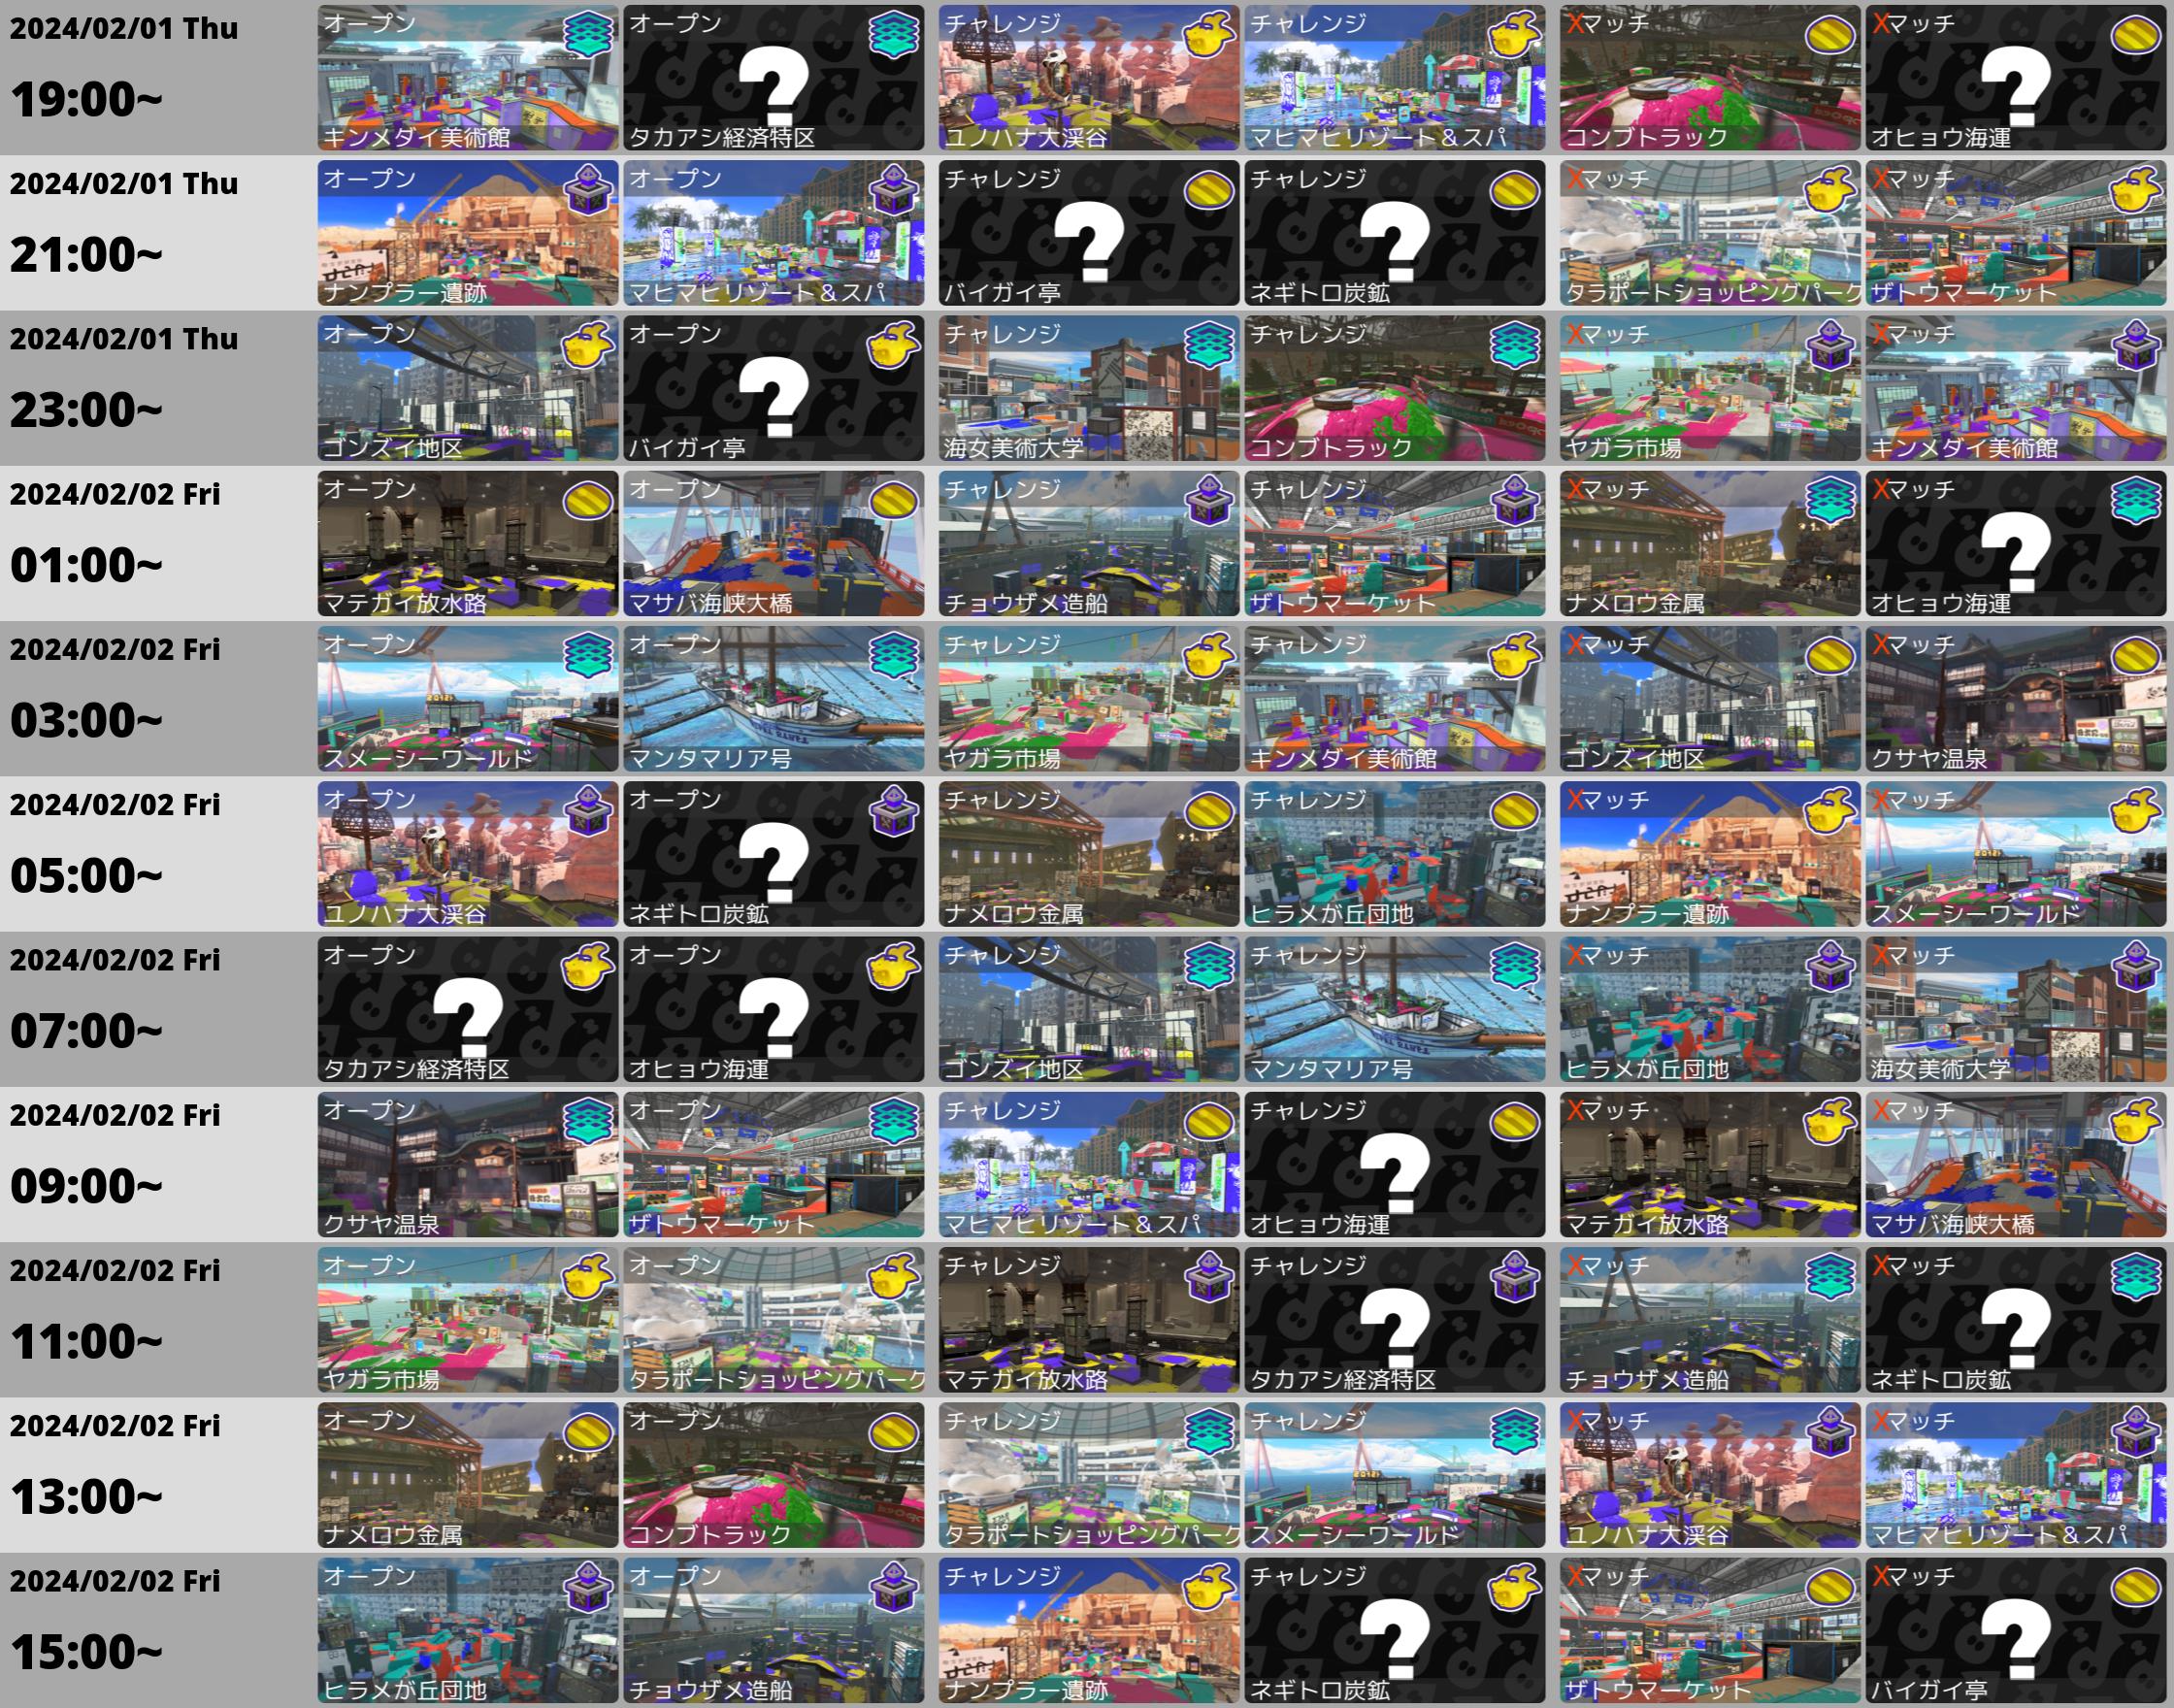 2024/02/01 Thu
19:00~
オープン オープン チャレンジ チャレンジ Xマッチ Xマッチ
キンメダイ美術館 タカアシ経済特区 ユノハナ大渓谷 マヒマヒリゾート＆スパ コンブトラック オヒョウ海運
2024/02/01 Thu
21:00~
オープン オープン チャレンジ チャレンジ Xマッチ Xマッチ
ナンプラー遺跡 マヒマヒリゾート＆スパ バイガイ亭 ネギトロ炭鉱 タラポートショッピングパーク ザトウマーケット
2024/02/01 Thu
23:00~
オープン オープン チャレンジ チャレンジ Xマッチ Xマッチ
ゴンズイ地区 バイガイ亭 海女美術大学 コンブトラック ヤガラ市場 キンメダイ美術館
2024/02/02 Fri
01:00~
オープン オープン チャレンジ チャレンジ Xマッチ Xマッチ
マテガイ放水路 マサバ海峡大橋 チョウザメ造船 ザトウマーケット ナメロウ金属 オヒョウ海運
2024/02/02 Fri
03:00~
オープン オープン チャレンジ チャレンジ Xマッチ Xマッチ
スメーシーワールド マンタマリア号 ヤガラ市場 キンメダイ美術館 ゴンズイ地区 クサヤ温泉
2024/02/02 Fri
05:00~
オープン オープン チャレンジ チャレンジ Xマッチ Xマッチ
ユノハナ大渓谷 ネギトロ炭鉱 ナメロウ金属 ヒラメが丘団地 ナンプラー遺跡 スメーシーワールド
2024/02/02 Fri
07:00~
オープン オープン チャレンジ チャレンジ Xマッチ Xマッチ
タカアシ経済特区 オヒョウ海運 ゴンズイ地区 マンタマリア号 ヒラメが丘団地 海女美術大学
2024/02/02 Fri
09:00~
オープン オープン チャレンジ チャレンジ Xマッチ Xマッチ
クサヤ温泉 ザトウマーケット マヒマヒリゾート＆スパ オヒョウ海運 マテガイ放水路 マサバ海峡大橋
2024/02/02 Fri
11:00~
オープン オープン チャレンジ チャレンジ Xマッチ Xマッチ
ヤガラ市場 タラポートショッピングパーク マテガイ放水路 タカアシ経済特区 チョウザメ造船 ネギトロ炭鉱
2024/02/02 Fri
13:00~
オープン オープン チャレンジ チャレンジ Xマッチ Xマッチ
ナメロウ金属 コンブトラック タラポートショッピングパーク スメーシーワールド ユノハナ大渓谷 マヒマヒリゾート＆スパ
2024/02/02 Fri
15:00~
オープン オープン チャレンジ チャレンジ Xマッチ Xマッチ
ヒラメが丘団地 チョウザメ造船 ナンプラー遺跡 ネギトロ炭鉱 ザトウマーケット バイガイ亭